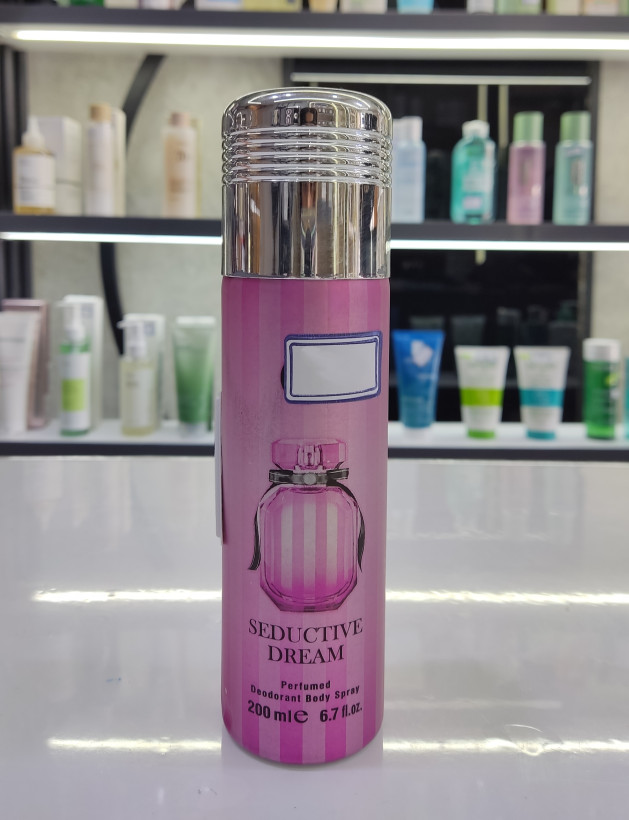 SEDUCTIVE
DREAM
Perfumed
Deodorant Body Spray
200 ml℮ 6.7 fl.oz.